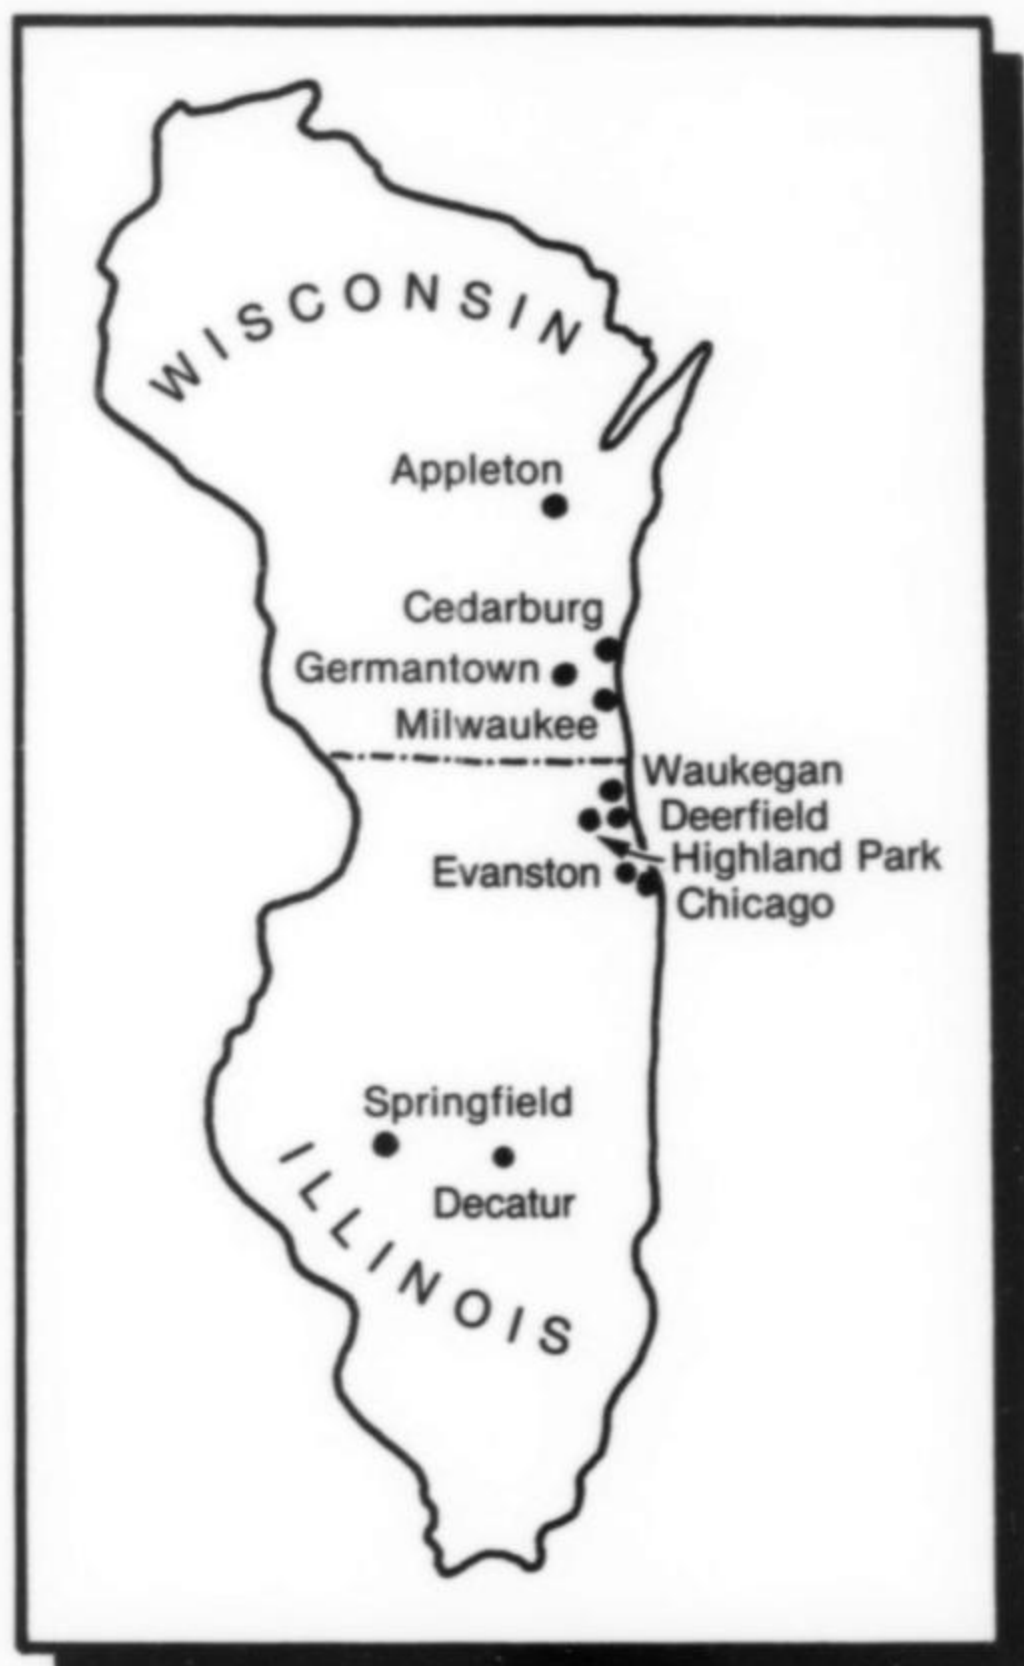 WISCONSIN
Appleton
Cedarburg
Germantown
Milwaukee
Waukegan
Deerfield
Highland Park
Evanston
Chicago
Springfield
Decatur
ILLINOIS